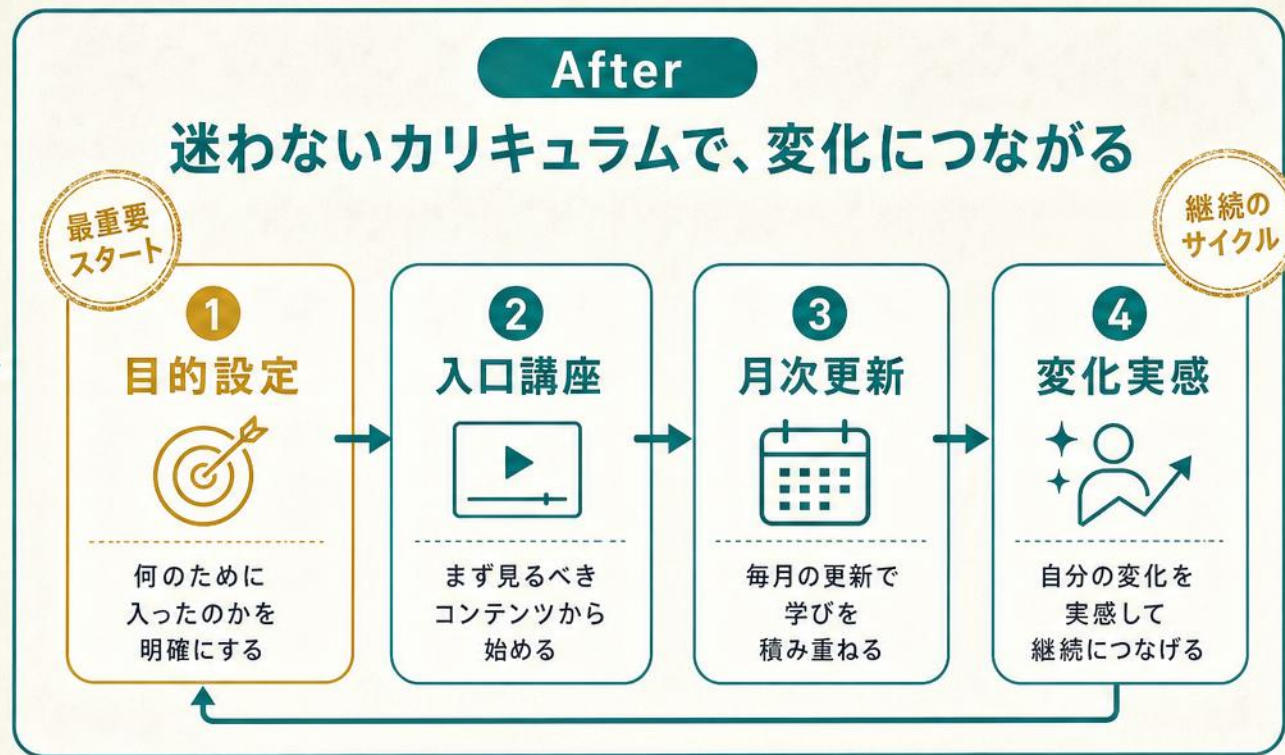 After
迷わないカリキュラムで、変化につながる
最重要
スタート
継続の
サイクル
1
目的設定
何のために
入ったのかを
明確にする
2
入口講座
まず見るべき
コンテンツから
始める
3
月次更新
毎月の更新で
学びを
積み重ねる
4
変化実感
自分の変化を
実感して
継続につなげる